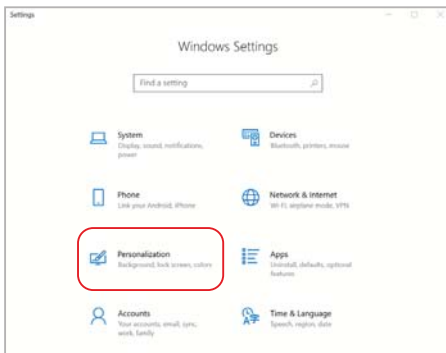 Settings
Windows Settings
Find a setting
System
Display, sound, notifications,
power
Devices
Bluetooth, printers, mouse
Phone
Link your Android, iPhone
Network & Internet
Wi-Fi, airplane mode, VPN
Personalization
Background, lock screen, colors
Apps
Uninstall, defaults, optional
features
Accounts
Your accounts, email, sync,
work, family
Time & Language
Speech, region, date